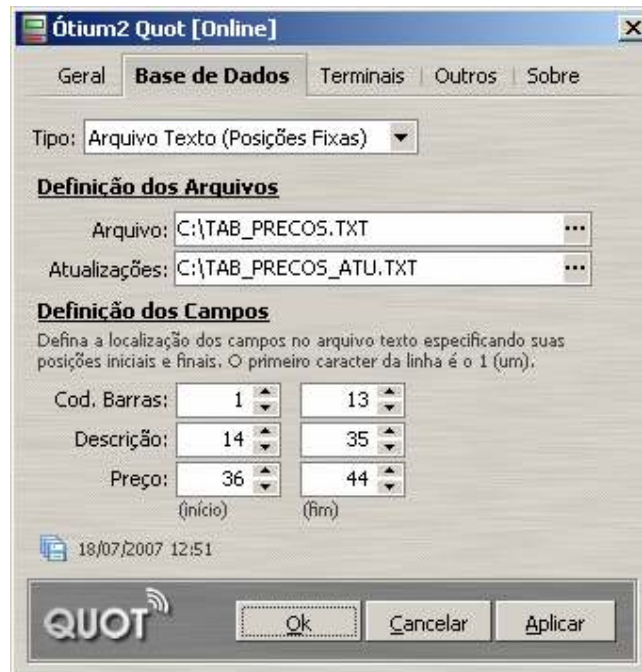 Ótium2 Quot [Online]
Geral Base de Dados Terminais Outros Sobre
Tipo: Arquivo Texto (Posições Fixas)
Definição dos Arquivos
Arquivo: C:\TAB_PRECOS.TXT ...
Atualizações: C:\TAB_PRECOS_ATU.TXT ...
Definição dos Campos
Defina a localização dos campos no arquivo texto especificando suas
posições iniciais e finais. O primeiro caracter da linha é o 1 (um).
Cod. Barras: 1 13
Descrição: 14 35
Preço: 36 44
(início) (fim)
18/07/2007 12:51
QUOT Ok Cancelar Aplicar